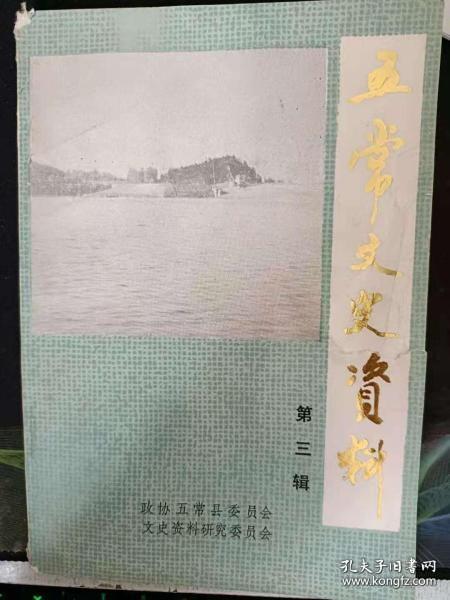 五常文史资料
第三辑
政协五常县委员会
文史资料研究委员会
孔夫子旧书网
www.kongfz.com